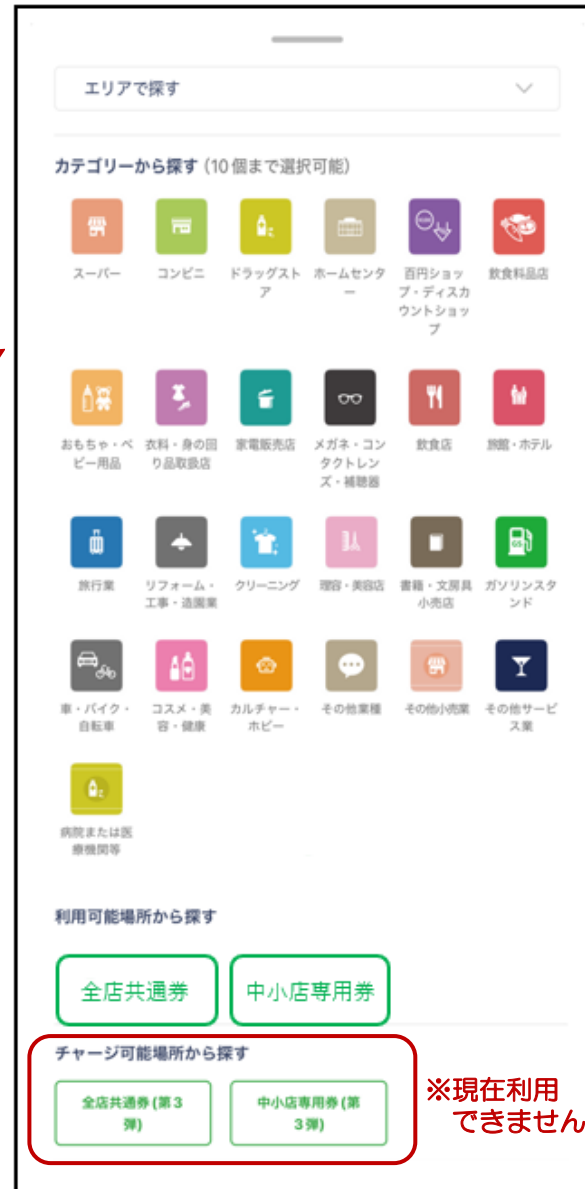 エリアで探す
カテゴリーから探す (10個まで選択可能)
スーパー
コンビニ
ドラッグスト
ア
ホームセンタ
ー
百円ショッ
プ・ディスカ
ウントショッ
プ
飲食料品店
おもちゃ・ベ
ビー用品
衣料・身の回
り品取扱店
家電販売店
メガネ・コン
タクトレン
ズ・補聴器
飲食店
旅館・ホテル
旅行業
リフォーム・
工事・造園業
クリーニング
理容・美容店
書籍・文房具
小売店
ガソリンスタ
ンド
車・バイク・
自転車
コスメ・美
容・健康
カルチャー・
ホビー
その他業種
その他小売業
その他サービ
ス業
病院または医
療機関等
利用可能場所から探す
全店共通券
中小店専用券
チャージ可能場所から探す
全店共通券(第3
弾)
中小店専用券(第
3弾)
※現在利用
できません